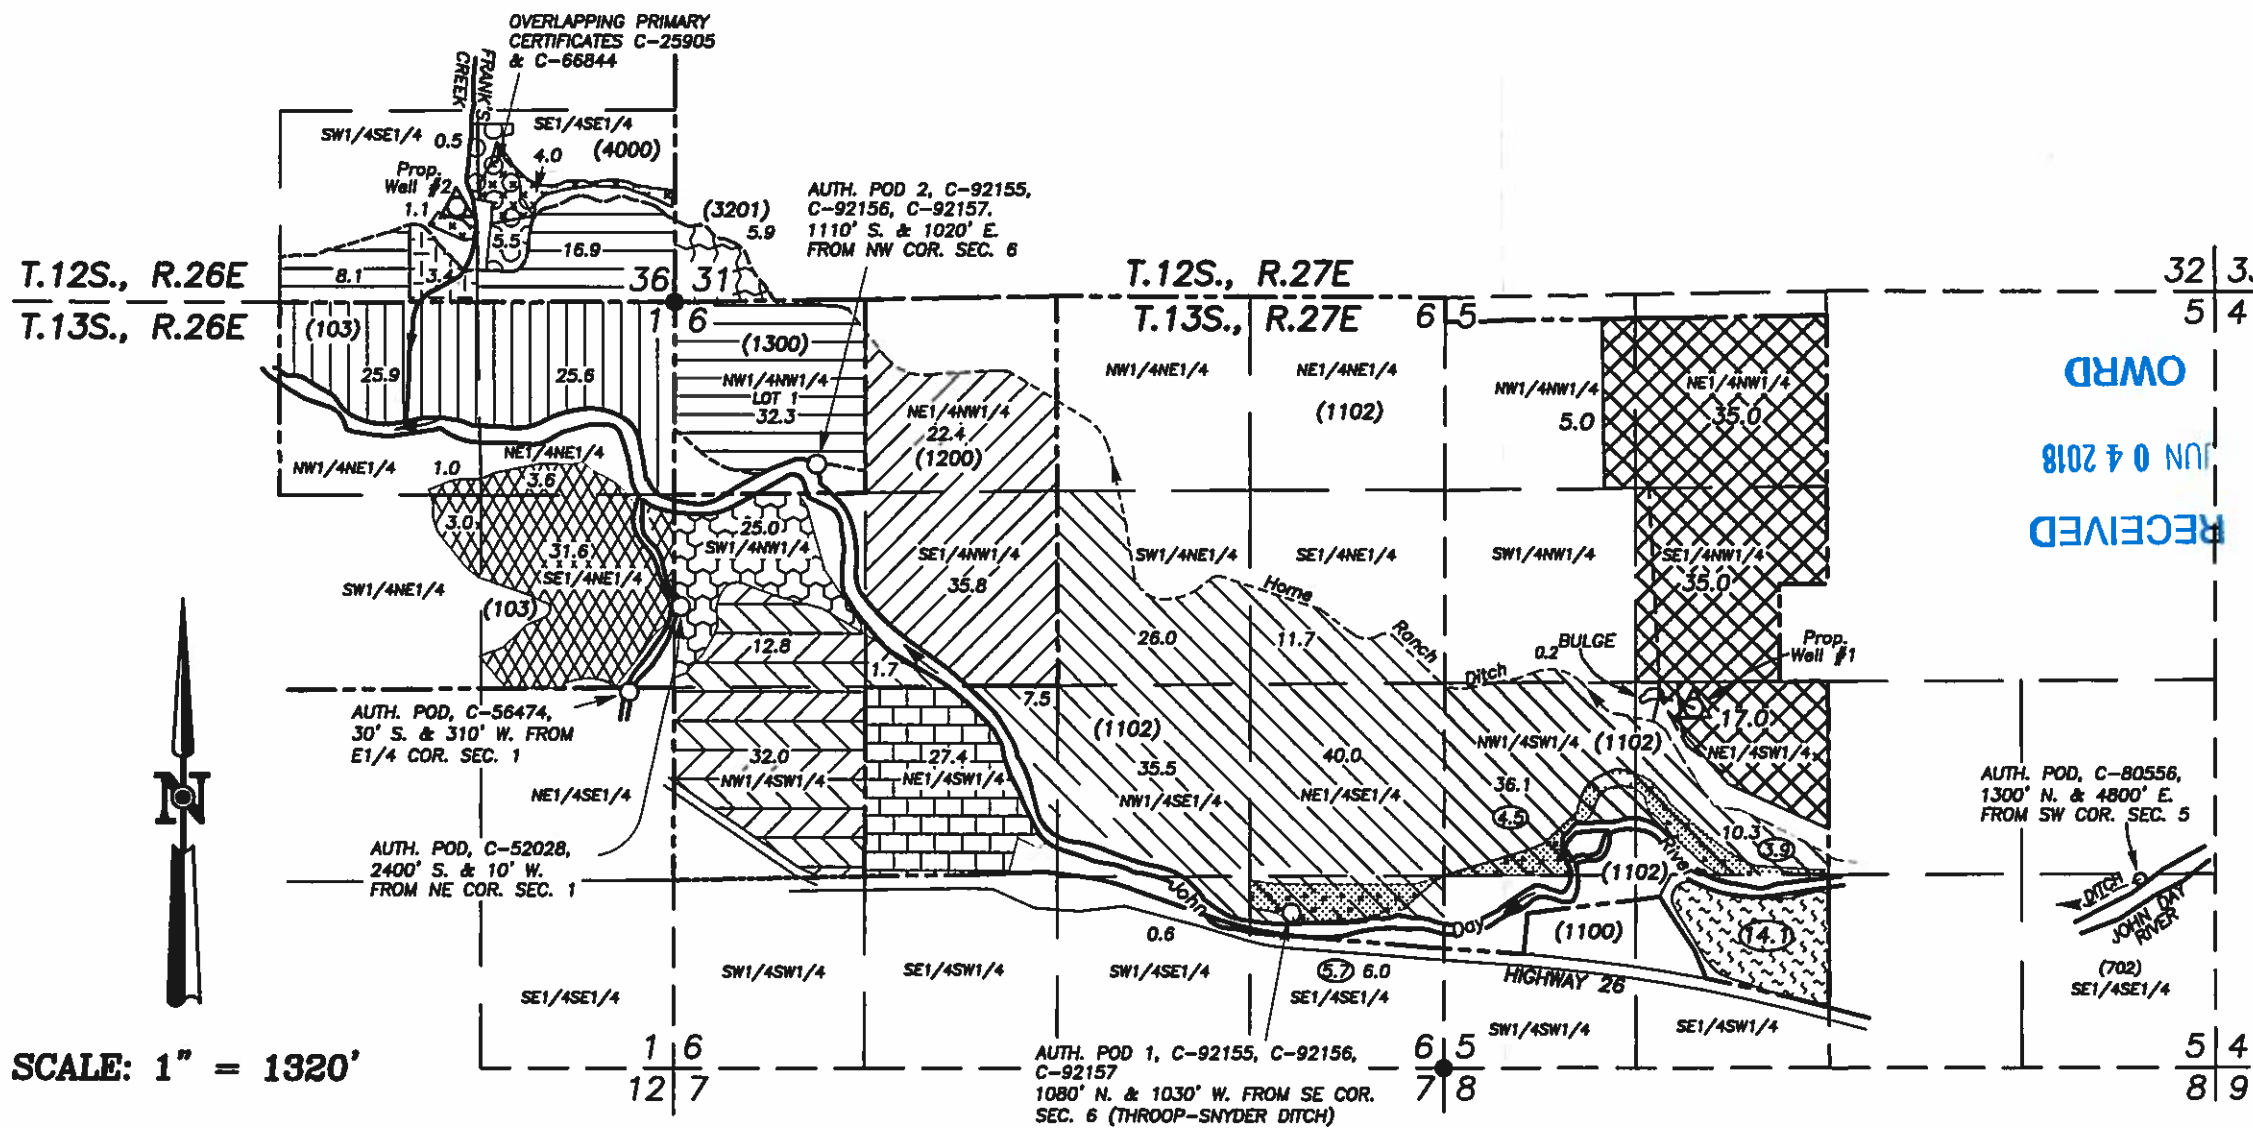 OVERLAPPING PRIMARY
CERTIFICATES C-25905
& C-66844
FRANK'S
CREEK
SW1/4SE1/4
0.5
SE1/4SE1/4
4.0
(4000)
Prop.
Well #2
1.1
5.5
16.9
8.1
3.4
(3201)
5.9
AUTH. POD 2, C-92155,
C-92156, C-92157.
1110' S. & 1020' E.
FROM NW COR. SEC. 6
T.12S., R.26E
36 31
T.12S., R.27E
32 33
T.13S., R.26E
1 6
T.13S., R.27E
6 5
5 4
(103)
25.9
25.6
(1300)
NW1/4NW1/4
LOT 1
32.3
NE1/4NW1/4
22.4
(1200)
NW1/4NE1/4
NE1/4NE1/4
(1102)
NW1/4NW1/4
5.0
NE1/4NW1/4
35.0
OWRD
JUN 04 2018
RECEIVED
NW1/4NE1/4
1.0
NE1/4NE1/4
3.6
3.0
31.6
SE1/4NE1/4
SW1/4NE1/4
(103)
25.0
SW1/4NW1/4
SE1/4NW1/4
35.8
SW1/4NE1/4
SE1/4NE1/4
SW1/4NW1/4
SE1/4NW1/4
35.0
12.8
1.7
26.0
11.7
Home
Ranch
Ditch
0.2
BULGE
Prop.
Well #1
AUTH. POD, C-56474,
30' S. & 310' W. FROM
E1/4 COR. SEC. 1
7.5
(1102)
32.0
NW1/4SW1/4
27.4
NE1/4SW1/4
35.5
NW1/4SE1/4
40.0
NE1/4SE1/4
NW1/4SW1/4
(1102)
36.1
4.5
17.0
NE1/4SW1/4
10.3
3.9
N
NE1/4SE1/4
AUTH. POD, C-52028,
2400' S. & 10' W.
FROM NE COR. SEC. 1
AUTH. POD, C-80556,
1300' N. & 4800' E.
FROM SW COR. SEC. 5
John
Day
River
(1102)
(1100)
14.1
DITCH
JOHN DAY
RIVER
0.6
5.7 6.0
HIGHWAY 26
SE1/4SE1/4
SW1/4SW1/4
SE1/4SW1/4
SW1/4SE1/4
SE1/4SE1/4
SW1/4SW1/4
SE1/4SW1/4
(702)
SE1/4SE1/4
SCALE: 1" = 1320'
1 6
12 7
AUTH. POD 1, C-92155, C-92156,
C-92157
1080' N. & 1030' W. FROM SE COR.
SEC. 6 (THROOP-SNYDER DITCH)
6 5
7 8
5 4
8 9